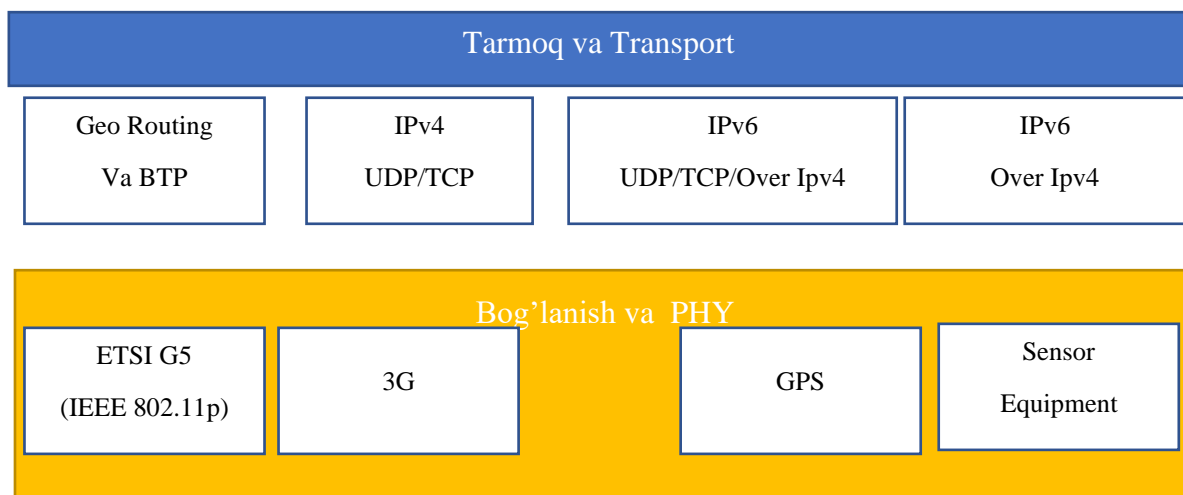 Tarmoq va Transport
Geo Routing
Va BTP
IPv4
UDP/TCP
IPv6
UDP/TCP/Over Ipv4
IPv6
Over Ipv4
Bog’lanish va PHY
ETSI G5
(IEEE 802.11p)
3G
GPS
Sensor
Equipment